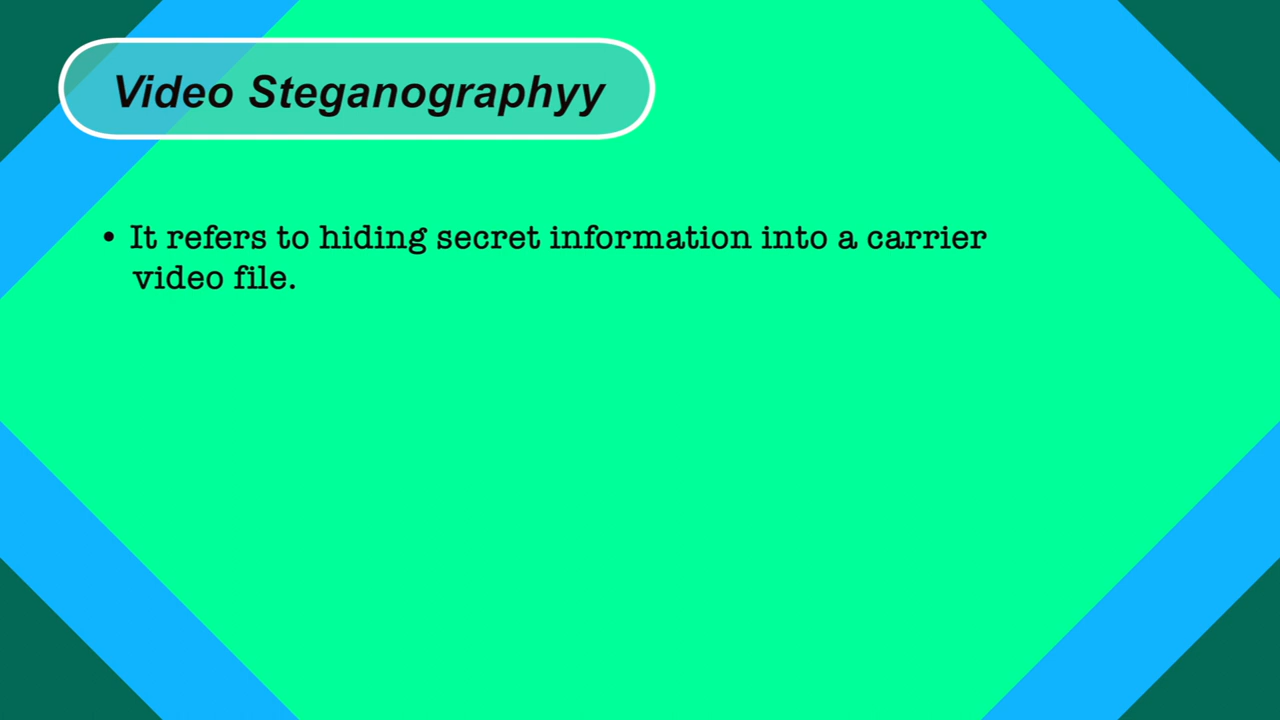 Video Steganographyy
• It refers to hiding secret information into a carrier
video file.